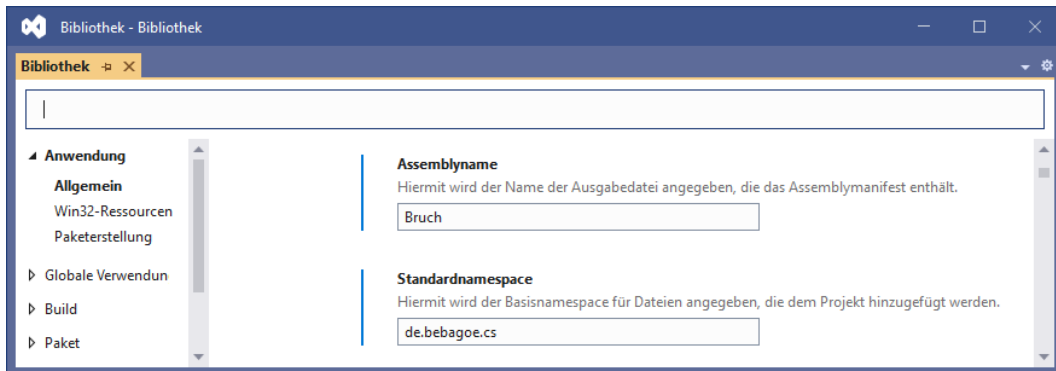 Bibliothek - Bibliothek
Bibliothek
Anwendung
Allgemein
Win32-Ressourcen
Paketerstellung
Globale Verwendun
Build
Paket
Assemblyname
Hiermit wird der Name der Ausgabedatei angegeben, die das Assemblymanifest enthält.
Bruch
Standardnamespace
Hiermit wird der Basisnamespace für Dateien angegeben, die dem Projekt hinzugefügt werden.
de.bebagoe.cs